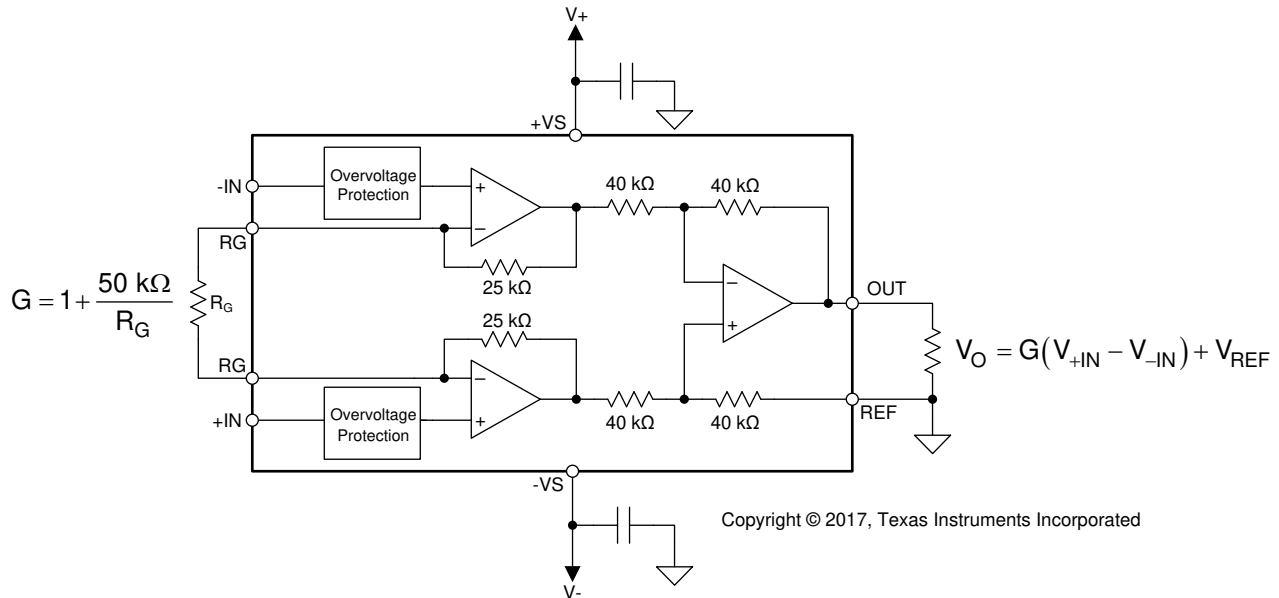 V+
+VS
-IN
Overvoltage
Protection
+
–
40 kΩ
40 kΩ
RG
25 kΩ
G = 1 + 50 kΩ / R_G
R_G
–
+
OUT
25 kΩ
V_O = G(V_{+IN} − V_{−IN}) + V_{REF}
RG
–
+
+IN
Overvoltage
Protection
40 kΩ
40 kΩ
REF
-VS
Copyright © 2017, Texas Instruments Incorporated
V-